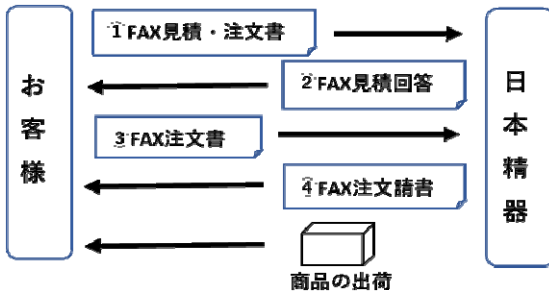 お客様
①FAX見積・注文書
②FAX見積回答
③FAX注文書
④FAX注文請書
商品の出荷
日本精器